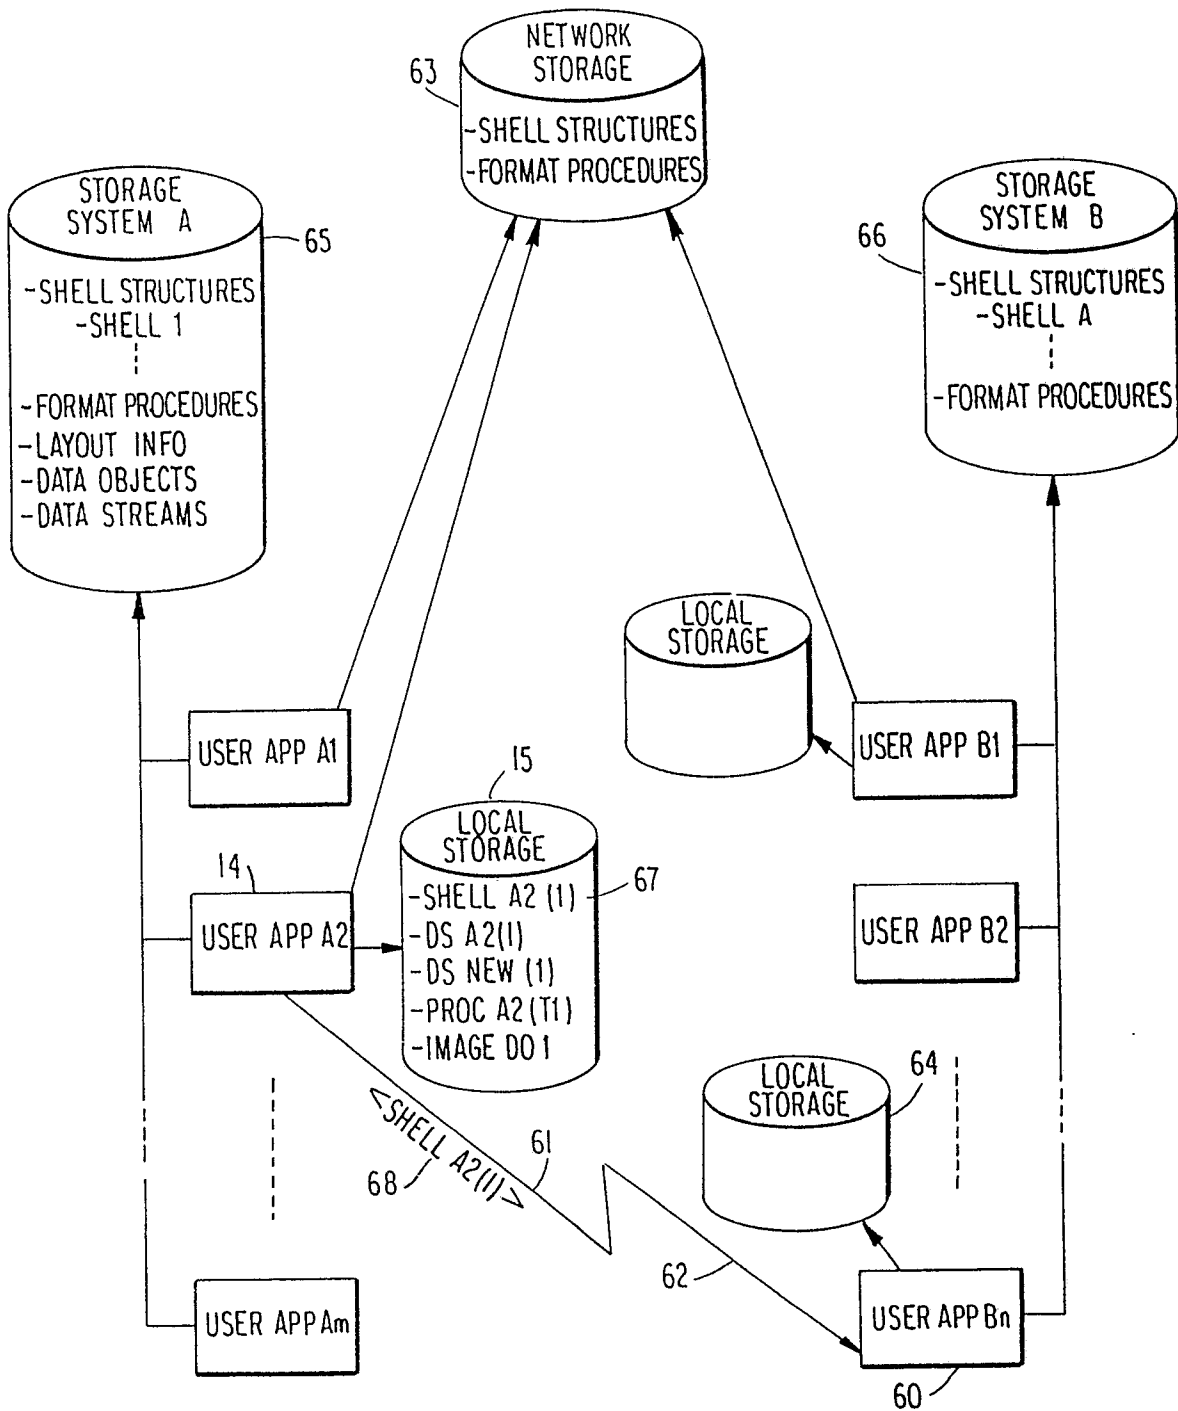 NETWORK
STORAGE
63
-SHELL STRUCTURES
-FORMAT PROCEDURES
STORAGE
SYSTEM A
65
-SHELL STRUCTURES
-SHELL 1
-FORMAT PROCEDURES
-LAYOUT INFO
-DATA OBJECTS
-DATA STREAMS
STORAGE
SYSTEM B
66
-SHELL STRUCTURES
-SHELL A
-FORMAT PROCEDURES
LOCAL
STORAGE
USER APP A1
USER APP B1
15
LOCAL
STORAGE
67
-SHELL A2 (1)
-DS A2(1)
-DS NEW (1)
-PROC A2(T1)
-IMAGE DO 1
14
USER APP A2
USER APP B2
<SHELL A2(1)>
68
61
62
LOCAL
STORAGE
64
USER APP Am
USER APP Bn
60